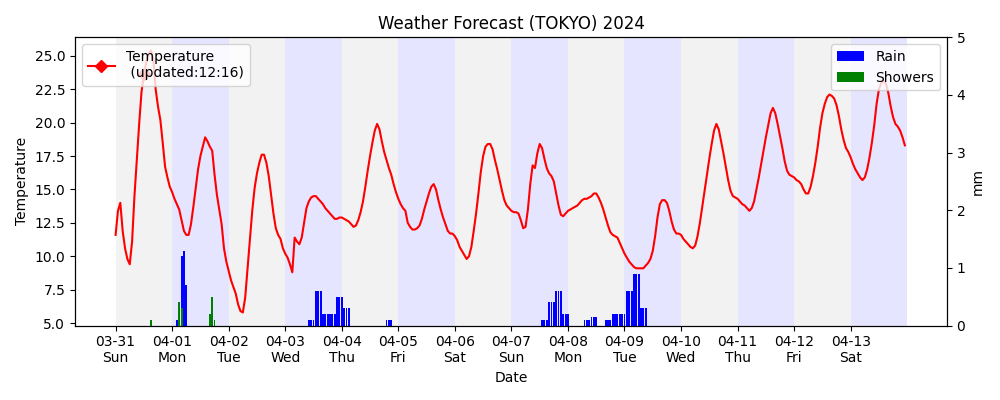 Weather Forecast (TOKYO) 2024
Temperature
(updated:12:16)
Rain
Showers
Temperature
25.0
22.5
20.0
17.5
15.0
12.5
10.0
7.5
5.0
5
4
3
2
1
0
mm
03-31 04-01 04-02 04-03 04-04 04-05 04-06 04-07 04-08 04-09 04-10 04-11 04-12 04-13
Sun Mon Tue Wed Thu Fri Sat Sun Mon Tue Wed Thu Fri Sat
Date